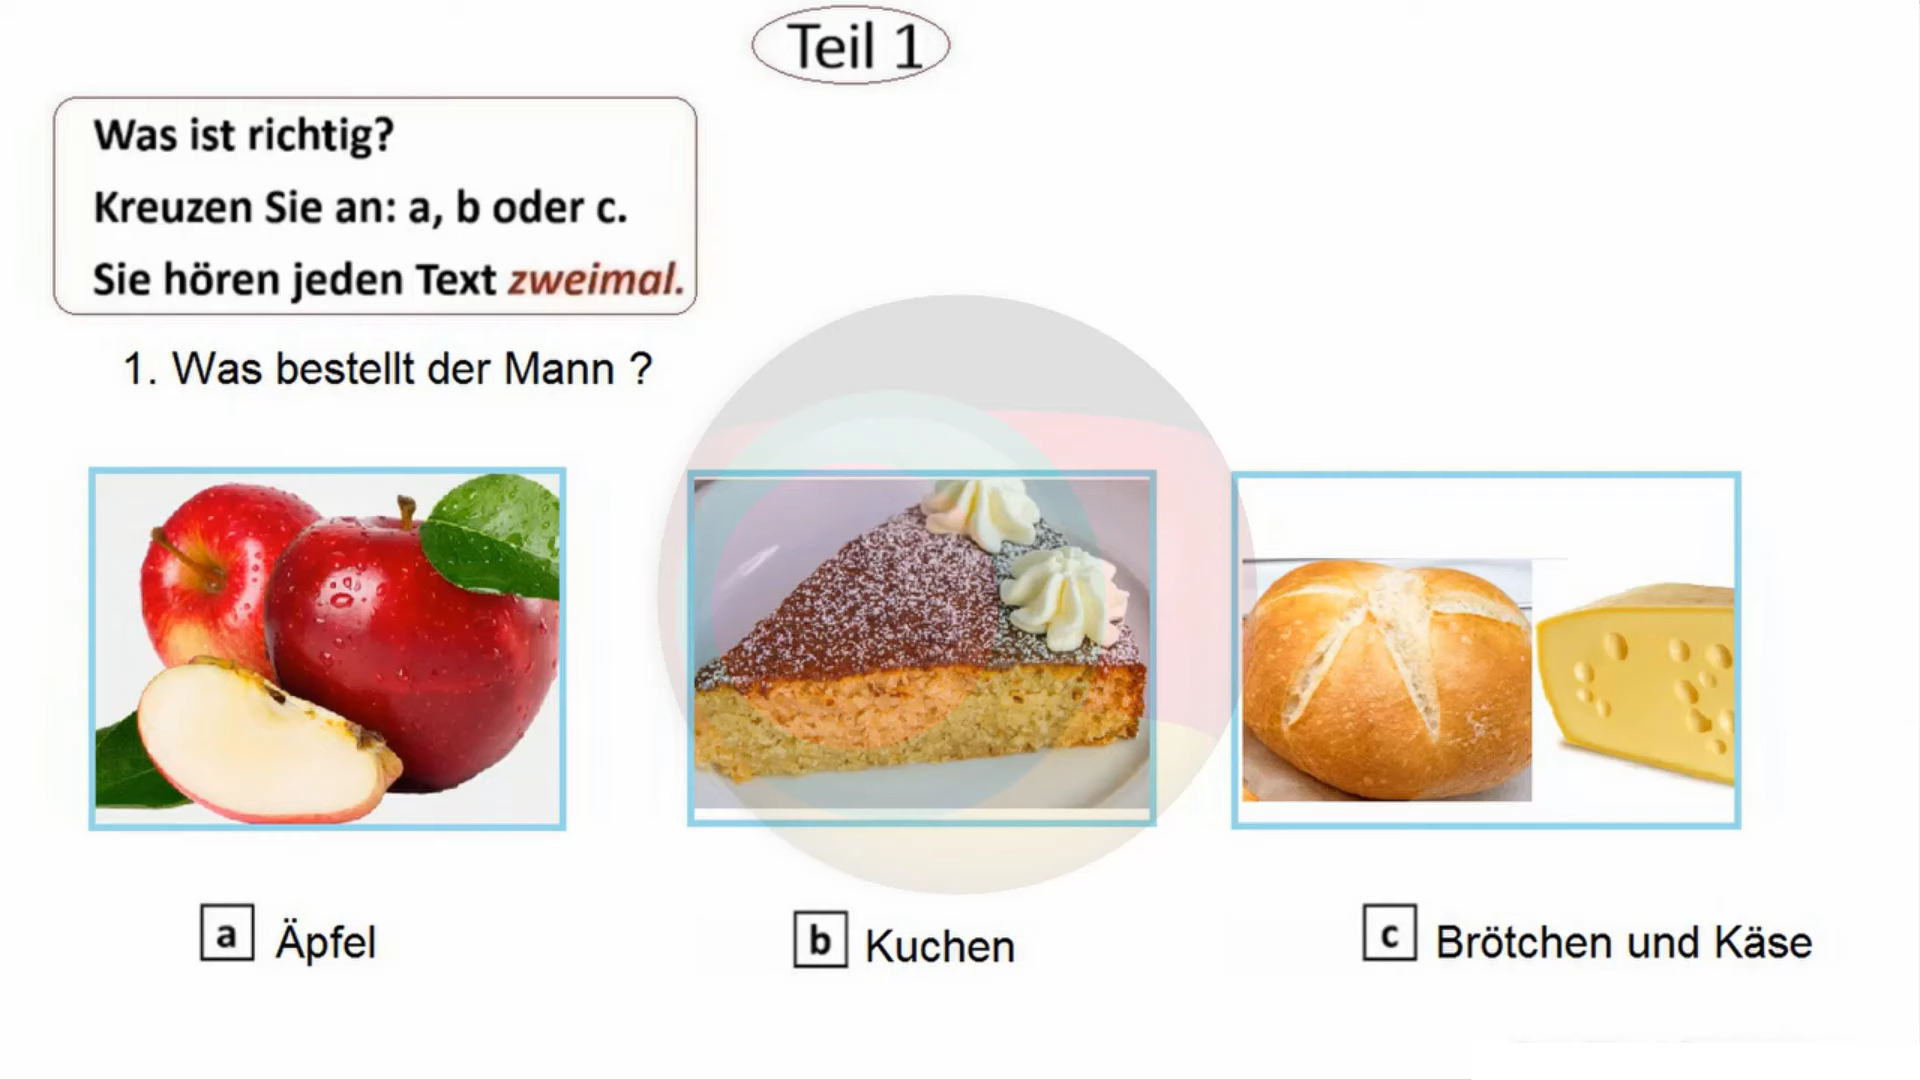 Teil 1
Was ist richtig?
Kreuzen Sie an: a, b oder c.
Sie hören jeden Text zweimal.
1. Was bestellt der Mann ?
a Äpfel
b Kuchen
c Brötchen und Käse